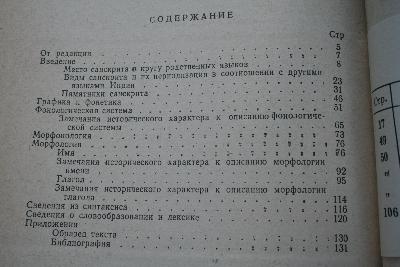 СОДЕРЖАНИЕ
Стр
От редакции 5
Введение 7
Место санскрита в кругу родственных языков 8
Виды санскрита и их периодизация в соотношении с другими
языками Индии 23
Памятники санскрита 31
Графика и фонетика 46
Фонологическая система 51
Замечания исторического характера к описанию фонологиче-
ской системы 65
Морфонология 73
Морфология 76
Имя 76
Замечания исторического характера к описанию морфологии
имени 92
Глагол 95
Замечания исторического характера к описанию морфологии
глагола 114
Сведения из синтаксиса 116
Сведения о словообразовании и лексике 120
Приложения
Образец текста 130
Библиография 131
Стр.
17
40
50
106